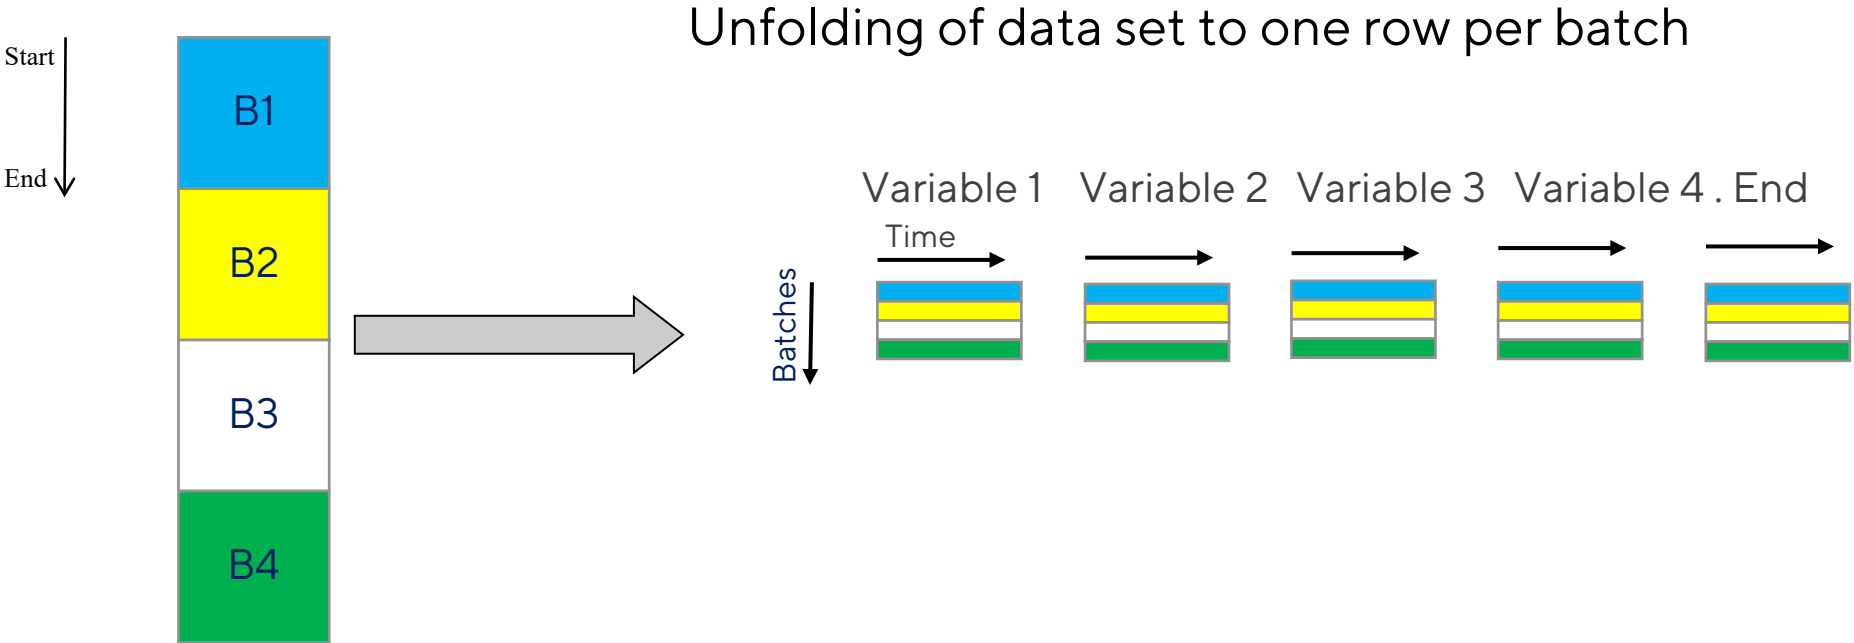 Unfolding of data set to one row per batch
Start
End
B1
B2
B3
B4
Variable 1 Variable 2 Variable 3 Variable 4 . End
Time
Batches